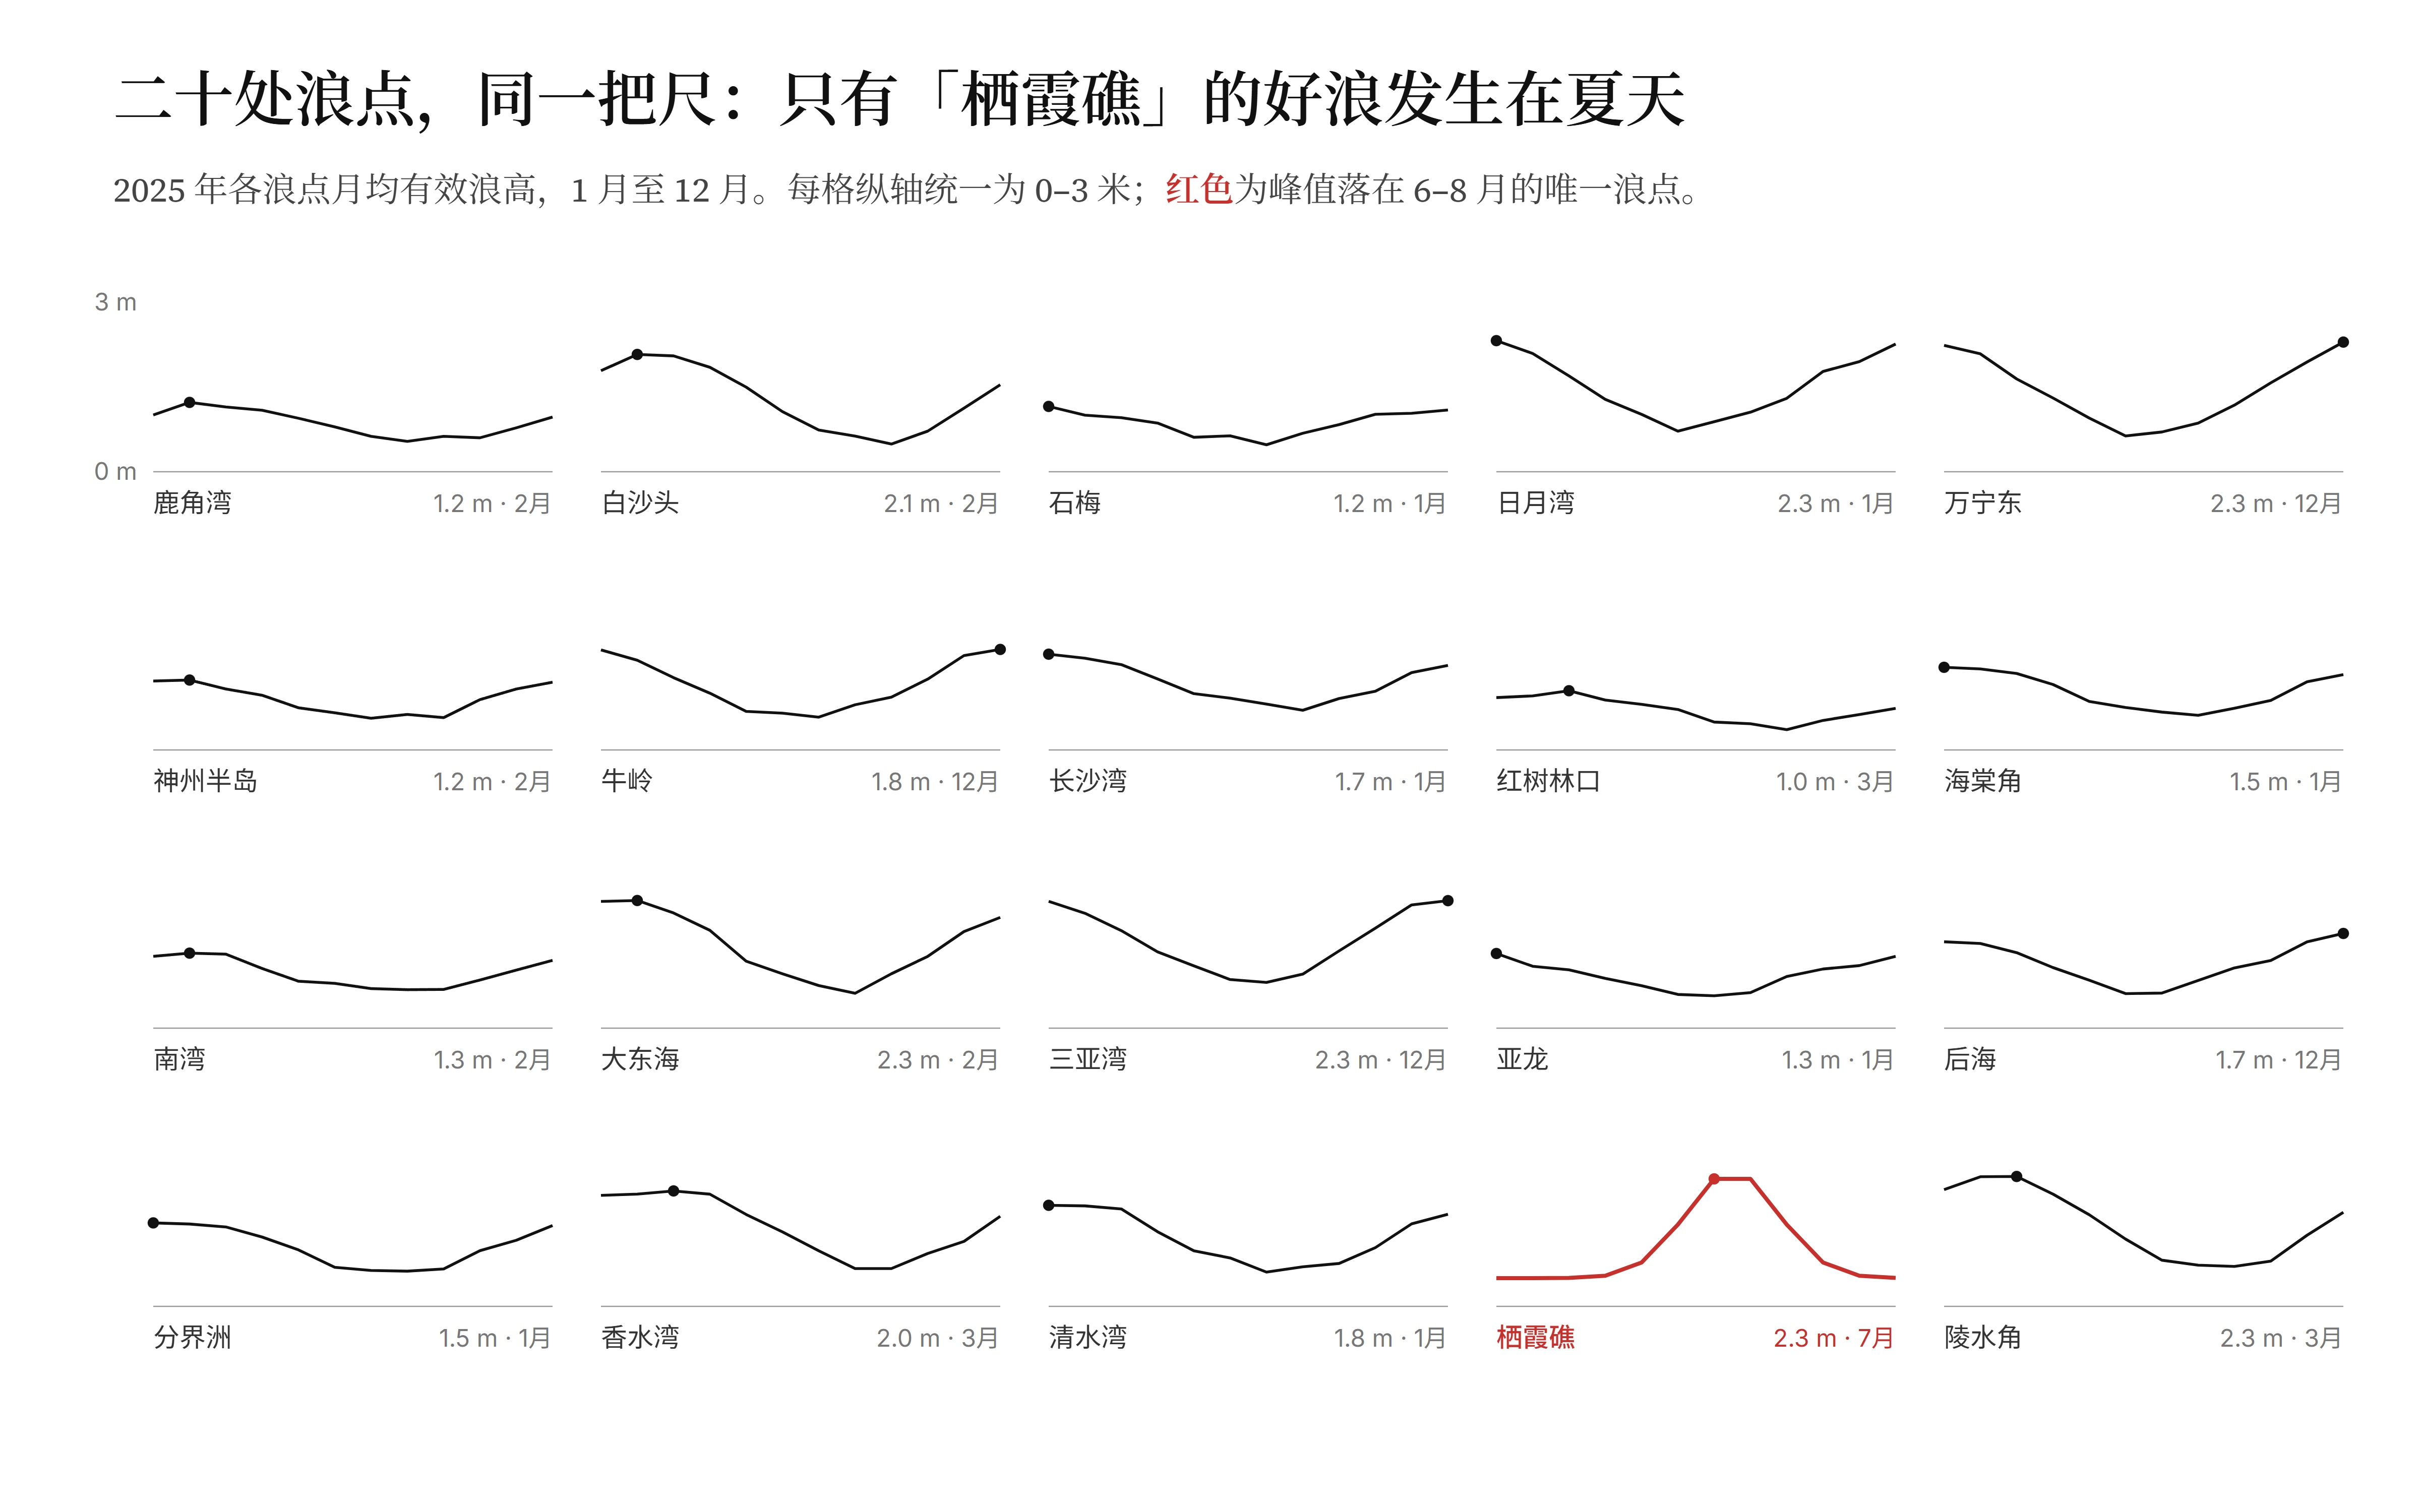 二十处浪点，同一把尺：只有「栖霞礁」的好浪发生在夏天
2025 年各浪点月均有效浪高，1 月至 12 月。每格纵轴统一为 0–3 米；红色为峰值落在 6–8 月的唯一浪点。
3 m
0 m
鹿角湾 1.2 m · 2月
白沙头 2.1 m · 2月
石梅 1.2 m · 1月
日月湾 2.3 m · 1月
万宁东 2.3 m · 12月
神州半岛 1.2 m · 2月
牛岭 1.8 m · 12月
长沙湾 1.7 m · 1月
红树林口 1.0 m · 3月
海棠角 1.5 m · 1月
南湾 1.3 m · 2月
大东海 2.3 m · 2月
三亚湾 2.3 m · 12月
亚龙 1.3 m · 1月
后海 1.7 m · 12月
分界洲 1.5 m · 1月
香水湾 2.0 m · 3月
清水湾 1.8 m · 1月
栖霞礁 2.3 m · 7月
陵水角 2.3 m · 3月